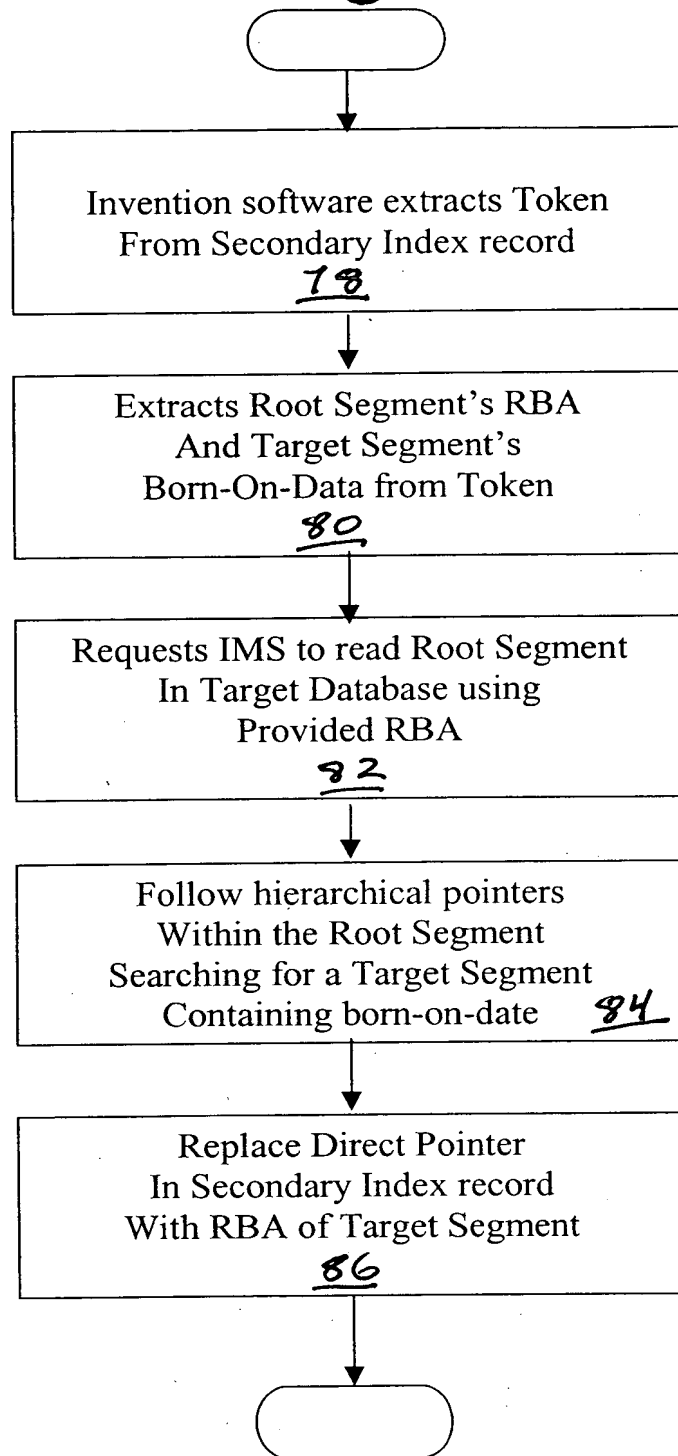 Invention software extracts Token
From Secondary Index record
78
Extracts Root Segment's RBA
And Target Segment's
Born-On-Data from Token
80
Requests IMS to read Root Segment
In Target Database using
Provided RBA
82
Follow hierarchical pointers
Within the Root Segment
Searching for a Target Segment
Containing born-on-date 84
Replace Direct Pointer
In Secondary Index record
With RBA of Target Segment
86